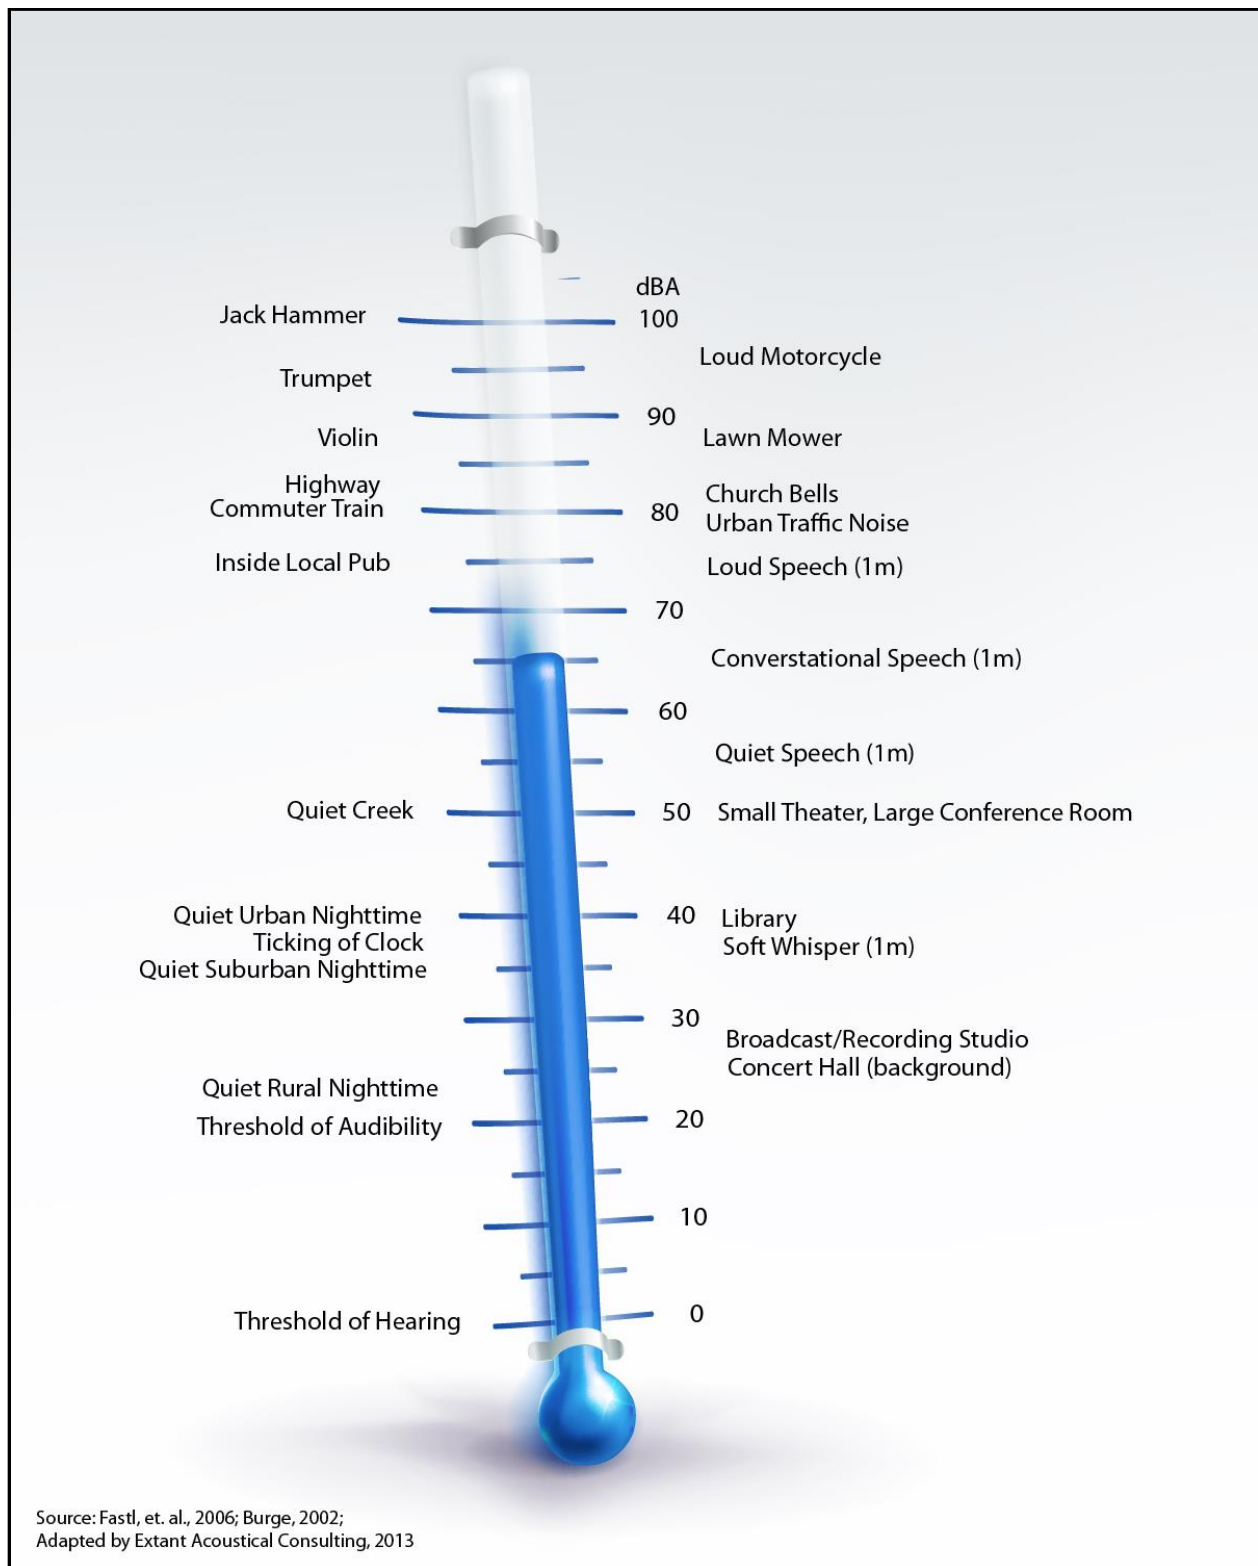 dBA
Jack Hammer
100
Loud Motorcycle
Trumpet
90
Violin
Lawn Mower
Highway
Church Bells
Commuter Train
80
Urban Traffic Noise
Inside Local Pub
Loud Speech (1m)
70
Converstational Speech (1m)
60
Quiet Speech (1m)
Quiet Creek
50
Small Theater, Large Conference Room
Quiet Urban Nighttime
40
Library
Ticking of Clock
Soft Whisper (1m)
Quiet Suburban Nighttime
30
Broadcast/Recording Studio
Concert Hall (background)
Quiet Rural Nighttime
Threshold of Audibility
20
10
Threshold of Hearing
0
Source: Fastl, et. al., 2006; Burge, 2002;
Adapted by Extant Acoustical Consulting, 2013